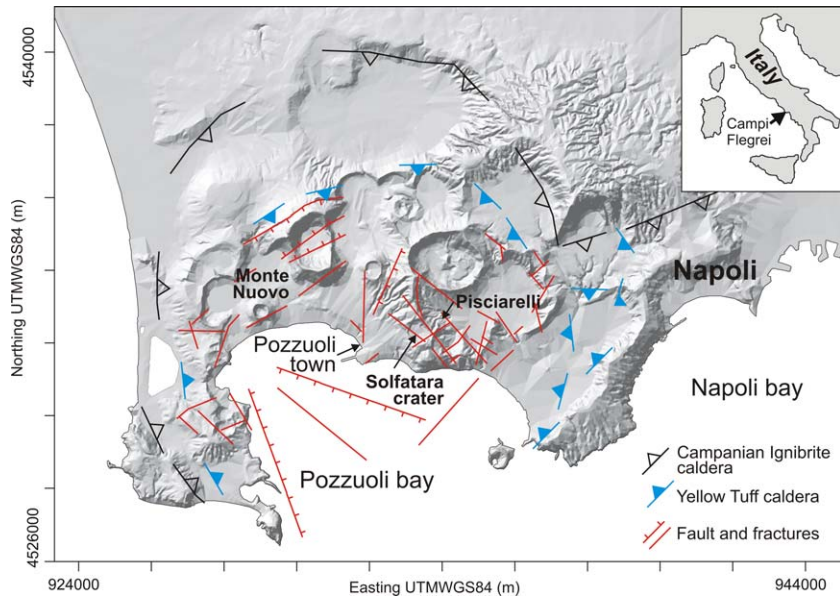 4540000
Northing UTMWGS84 (m)
4526000
Italy
Campi
Flegrei
Monte
Nuovo
Pisciarelli
Napoli
Pozzuoli
town
Solfatara
crater
Napoli bay
Pozzuoli bay
Campanian Ignibrite
caldera
Yellow Tuff caldera
Fault and fractures
924000
Easting UTMWGS84 (m)
944000